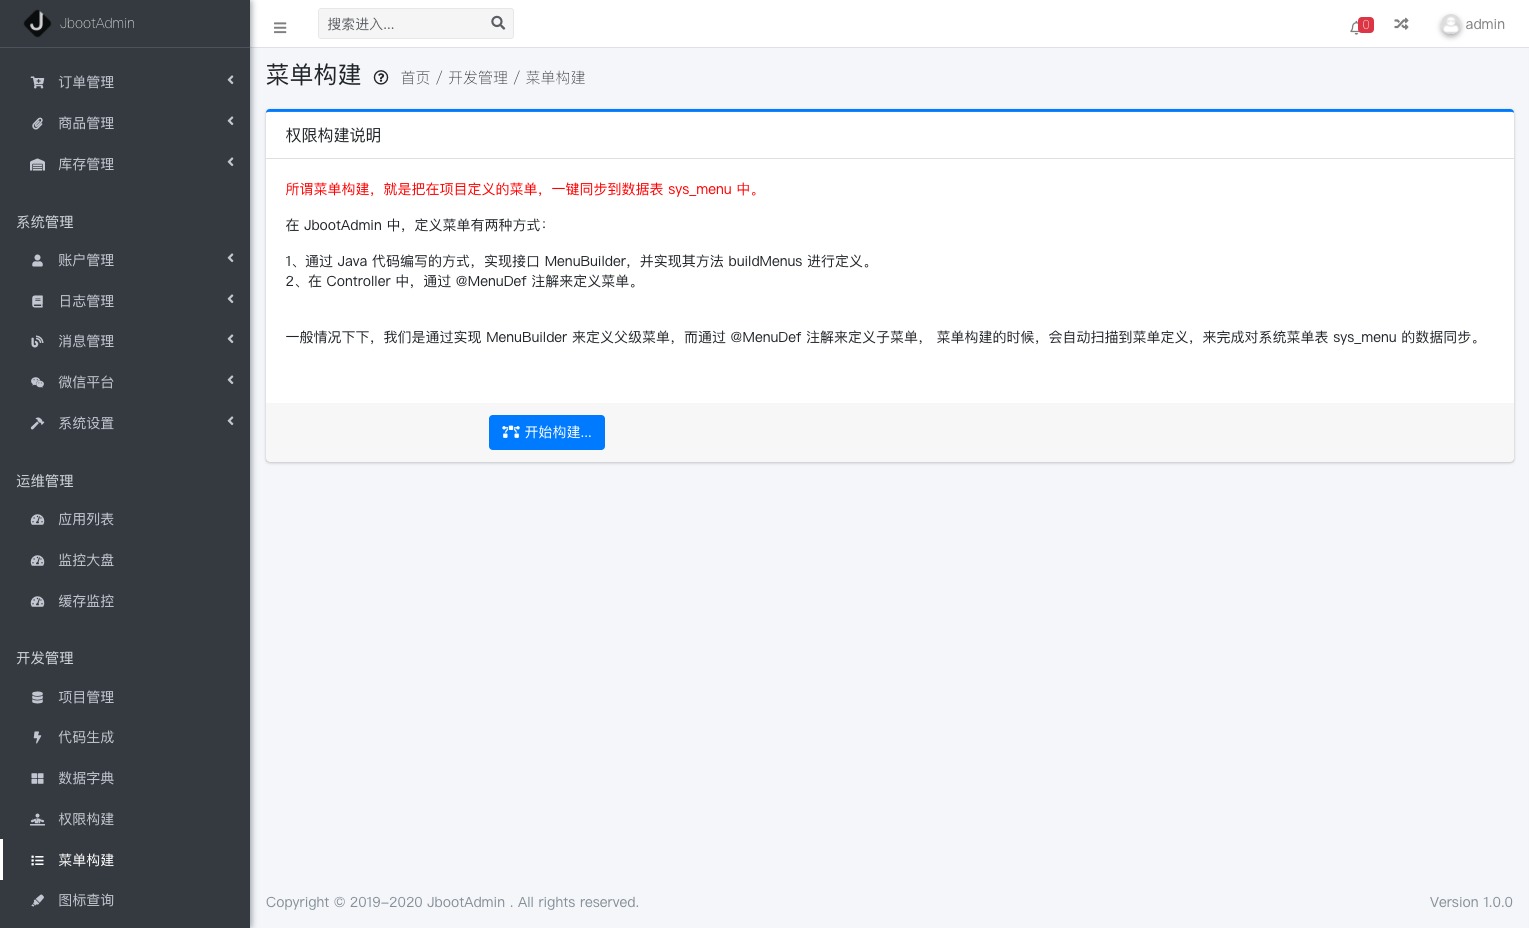 JbootAdmin
搜索进入...
0
admin
订单管理
商品管理
库存管理
系统管理
账户管理
日志管理
消息管理
微信平台
系统设置
运维管理
应用列表
监控大盘
缓存监控
开发管理
项目管理
代码生成
数据字典
权限构建
菜单构建
图标查询
菜单构建 首页 / 开发管理 / 菜单构建
权限构建说明
所谓菜单构建，就是把在项目定义的菜单，一键同步到数据表 sys_menu 中。
在 JbootAdmin 中，定义菜单有两种方式：
1、通过 Java 代码编写的方式，实现接口 MenuBuilder，并实现其方法 buildMenus 进行定义。
2、在 Controller 中，通过 @MenuDef 注解来定义菜单。
一般情况下下，我们是通过实现 MenuBuilder 来定义父级菜单，而通过 @MenuDef 注解来定义子菜单， 菜单构建的时候，会自动扫描到菜单定义，来完成对系统菜单表 sys_menu 的数据同步。
开始构建...
Copyright © 2019-2020 JbootAdmin . All rights reserved.
Version 1.0.0